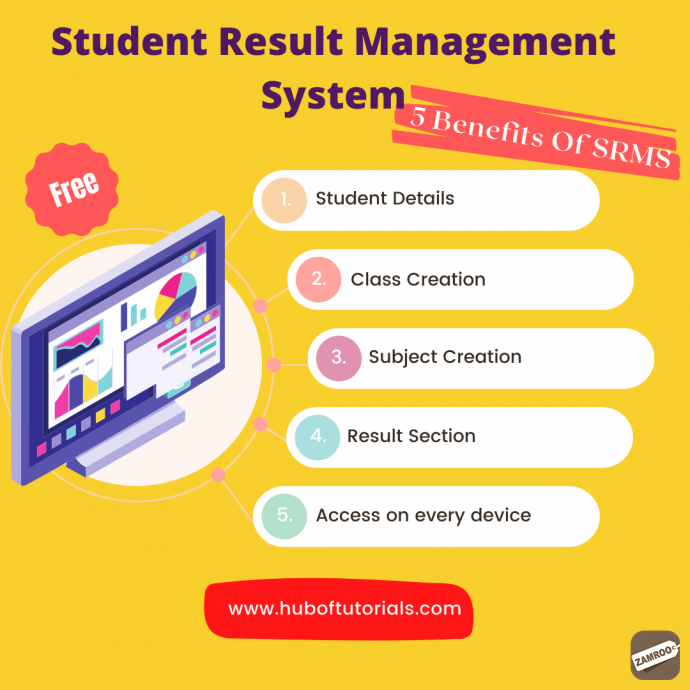 Student Result Management
System
5 Benefits Of SRMS
Free
1. Student Details
2. Class Creation
3. Subject Creation
4. Result Section
5. Access on every device
www.huboftutorials.com
ZAMROO